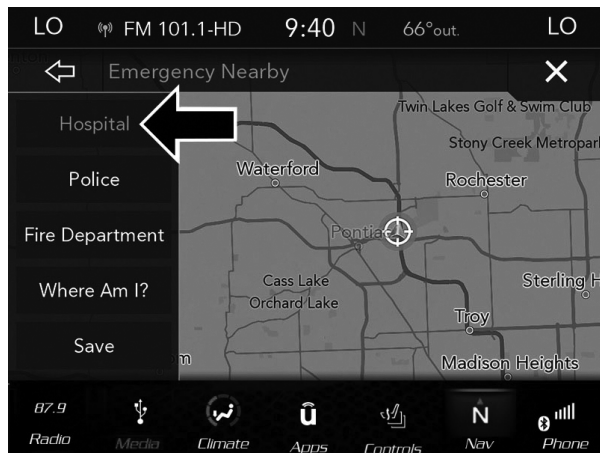 LO FM 101.1-HD 9:40 N 66°out. LO
Emergency Nearby
Hospital
Police
Fire Department
Where Am I?
Save
Twin Lakes Golf & Swim Club
Stony Creek Metropar
Waterford
Rochester
Pontia
Cass Lake
Orchard Lake
Sterling H
Troy
m
Madison Heights
87.9
Radio
Media
Climate
û
Apps
Controls
N
Nav
Phone